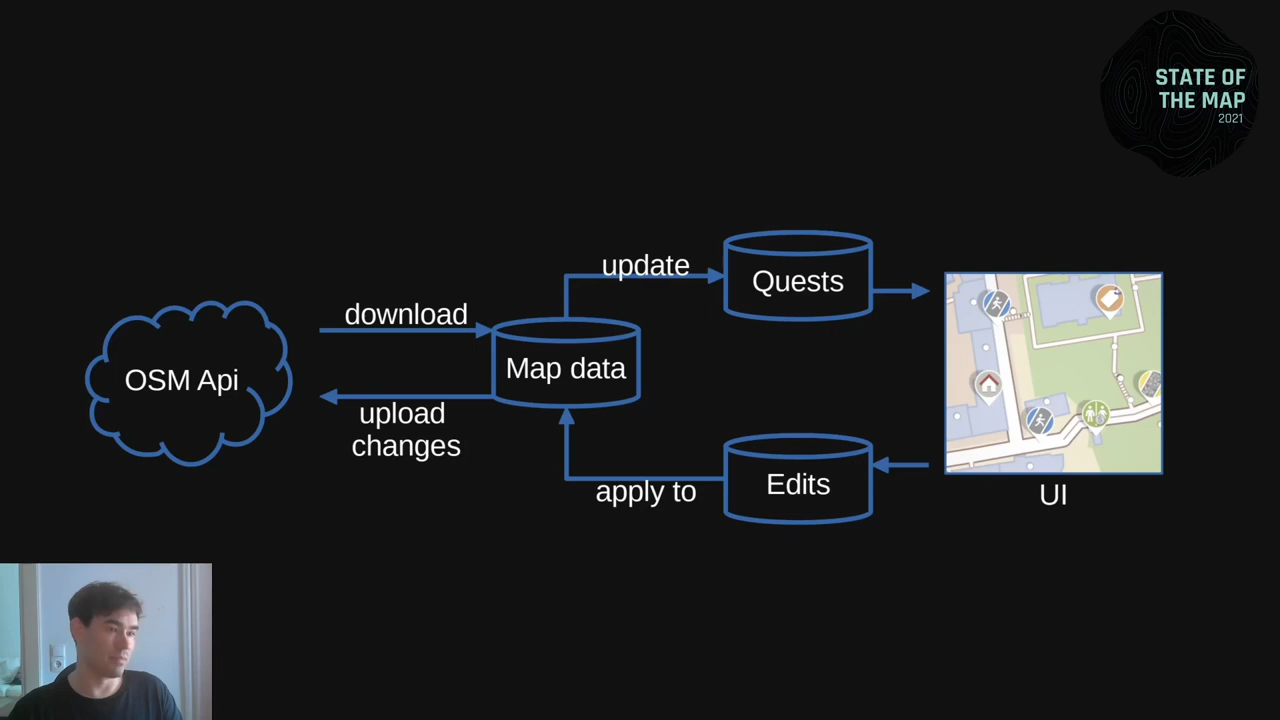 STATE OF
THE MAP
2021
update
Quests
download
OSM Api
Map data
upload
changes
apply to
Edits
UI